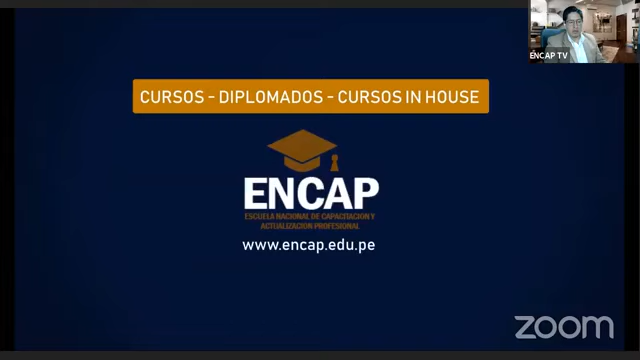 ENCAP TV
CURSOS - DIPLOMADOS - CURSOS IN HOUSE
ENCAP
ESCUELA NACIONAL DE CAPACITACION Y
ACTUALIZACION PROFESIONAL
www.encap.edu.pe
zoom